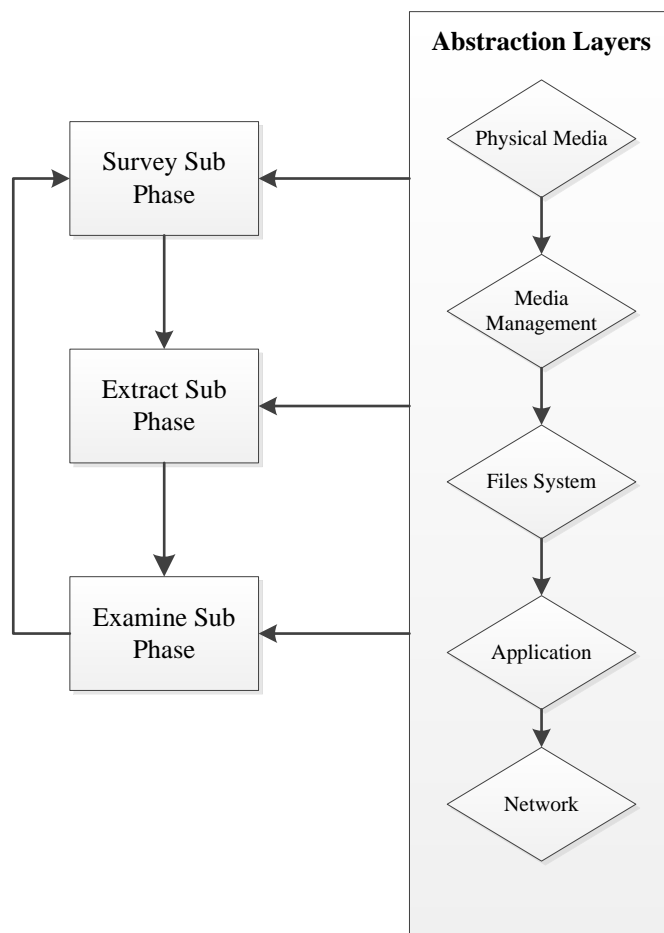 Abstraction Layers
Survey Sub
Phase
Extract Sub
Phase
Examine Sub
Phase
Physical Media
Media
Management
Files System
Application
Network